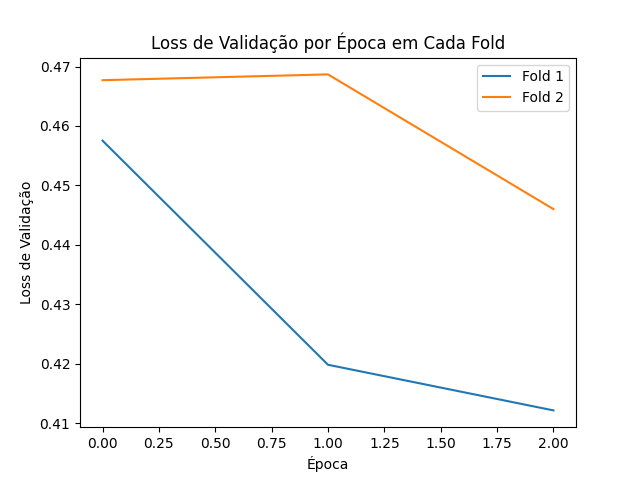 Loss de Validação por Época em Cada Fold
Fold 1
Fold 2
Loss de Validação
0.47
0.46
0.45
0.44
0.43
0.42
0.41
0.00 0.25 0.50 0.75 1.00 1.25 1.50 1.75 2.00
Época